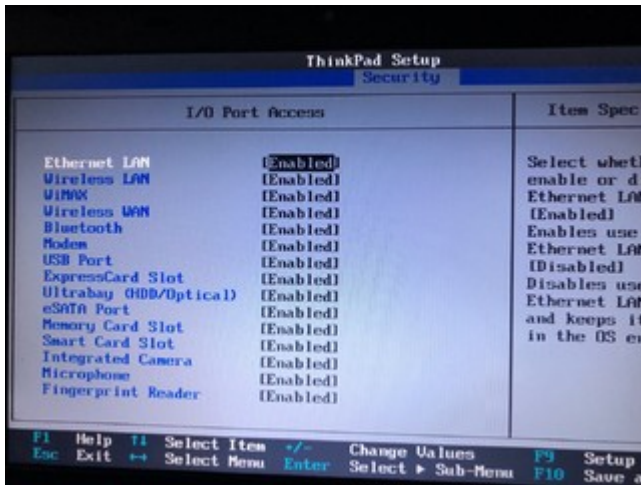 ThinkPad Setup
Security
I/O Port Access
Item Spec
Ethernet LAN [Enabled]
Wireless LAN [Enabled]
WiMAX [Enabled]
Wireless WAN [Enabled]
Bluetooth [Enabled]
Modem [Enabled]
USB Port [Enabled]
ExpressCard Slot [Enabled]
Ultrabay (HDD/Optical) [Enabled]
eSATA Port [Enabled]
Memory Card Slot [Enabled]
Smart Card Slot [Enabled]
Integrated Camera [Enabled]
Microphone [Enabled]
Fingerprint Reader [Enabled]
Select wheth
enable or d
Ethernet LAN
[Enabled]
Enables use
Ethernet LAN
[Disabled]
Disables use
Ethernet LAN
and keeps it
in the OS en
F1 Help ↑↓ Select Item +/- Change Values F9 Setup
Esc Exit ↔ Select Menu Enter Select ▸ Sub-Menu F10 Save a